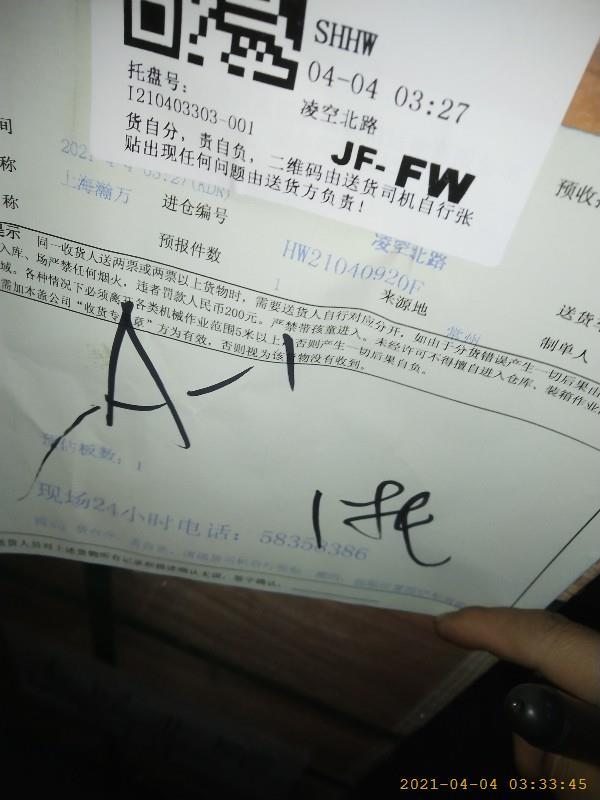 SHHW
04-04 03:27
托盘号：
I210403303-001
凌空北路
货自分，责自负，二维码由送货司机自行张
贴出现任何问题由送货方负责！
JF-FW
间
预收
称
上海瀚万
进仓编号
凌空北路
称
预报件数
HW21040920F
1
来源地
常州
送货
制单人
同一收货人送两票或两票以上货物时，需要送货人自行对应分开，如由于分货错误产生一切后果由
入库、场严禁任何烟火，违者罚款人民币200元。严禁带孩童进入。未经许可不得擅自进入仓库、装箱作业
域。各种情况下必须离开各类机械作业范围5米以上，否则产生一切后果自负。
需加本盖公司“收货专用章”方为有效，否则视为该货物没有收到。
A-1
预估板数：1
1托
现场24小时电话：58358386
2021-04-04 03:33:45